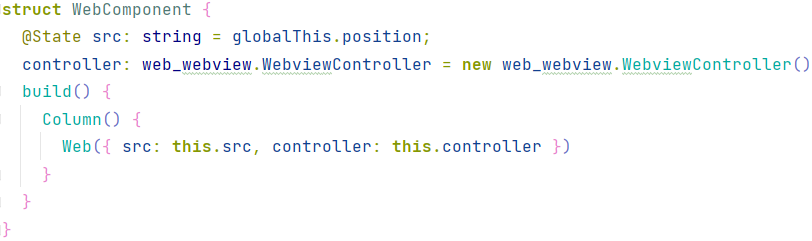 struct WebComponent {
  @State src: string = globalThis.position;
  controller: web_webview.WebviewController = new web_webview.WebviewController()
  build() {
    Column() {
      Web({ src: this.src, controller: this.controller })
    }
  }
}